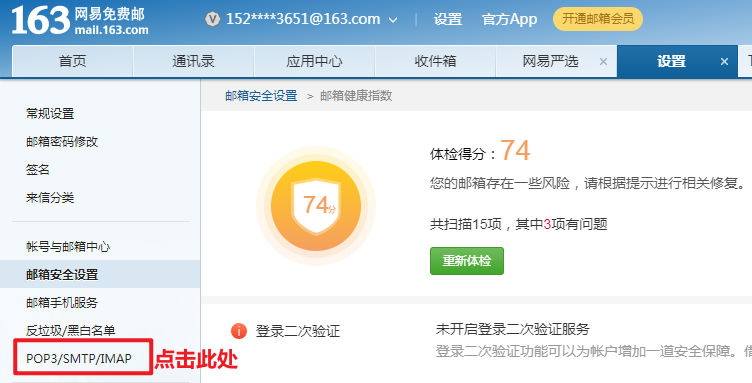 163 网易免费邮
mail.163.com
V 152****3651@163.com
设置
官方App
开通邮箱会员
首页
通讯录
应用中心
收件箱
网易严选 ×
设置 ×
邮箱安全设置 > 邮箱健康指数
常规设置
邮箱密码修改
签名
来信分类
帐号与邮箱中心
邮箱安全设置
邮箱手机服务
反垃圾/黑白名单
POP3/SMTP/IMAP 点击此处
74分
体检得分：74
您的邮箱存在一些风险，请根据提示进行相关修复。
共扫描15项，其中3项有问题
重新体检
登录二次验证
未开启登录二次验证服务
登录二次验证功能可以为帐户增加一道安全保障。借